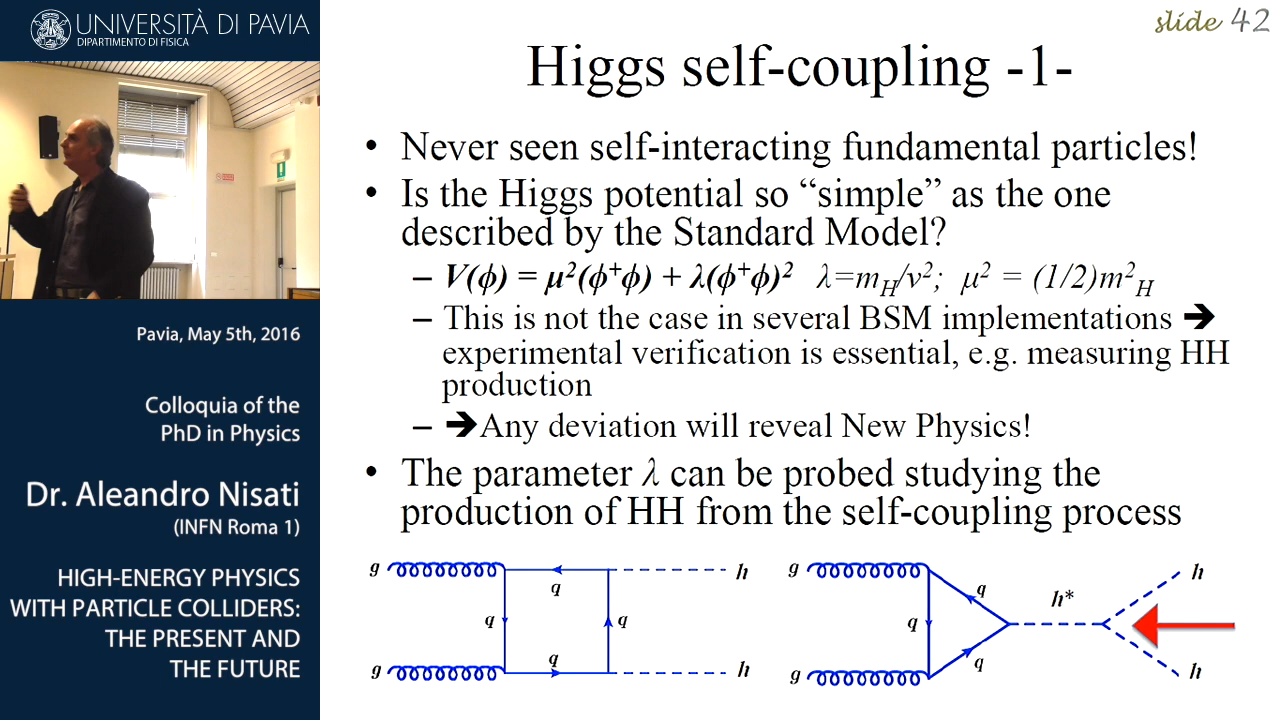 UNIVERSITÀ DI PAVIA
DIPARTIMENTO DI FISICA
Pavia, May 5th, 2016
Colloquia of the
PhD in Physics
Dr. Aleandro Nisati
(INFN Roma 1)
HIGH-ENERGY PHYSICS
WITH PARTICLE COLLIDERS:
THE PRESENT AND
THE FUTURE
slide 42
Higgs self-coupling -1-
• Never seen self-interacting fundamental particles!
• Is the Higgs potential so “simple” as the one
described by the Standard Model?
– V(ϕ) = μ²(ϕ⁺ϕ) + λ(ϕ⁺ϕ)² λ=m_H/v²; μ² = (1/2)m²_H
– This is not the case in several BSM implementations ➔
experimental verification is essential, e.g. measuring HH
production
– ➔Any deviation will reveal New Physics!
• The parameter λ can be probed studying the
production of HH from the self-coupling process
g q h
q q
g q h
g q h
q h*
g q h